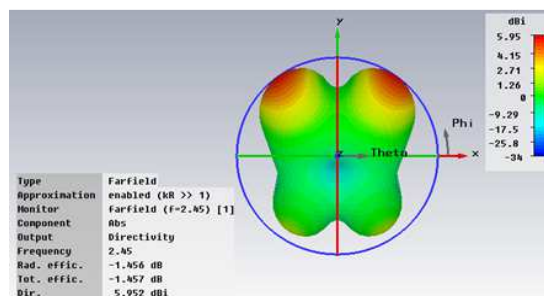 y
dBi
5.95
4.15
2.71
1.26
0
-9.29
-17.5
-25.8
-34
Phi
z Theta x
Type Farfield
Approximation enabled (kR >> 1)
Monitor farfield (f=2.45) [1]
Component Abs
Output Directivity
Frequency 2.45
Rad. effic. -1.456 dB
Tot. effic. -1.457 dB
Dir. 5.952 dBi